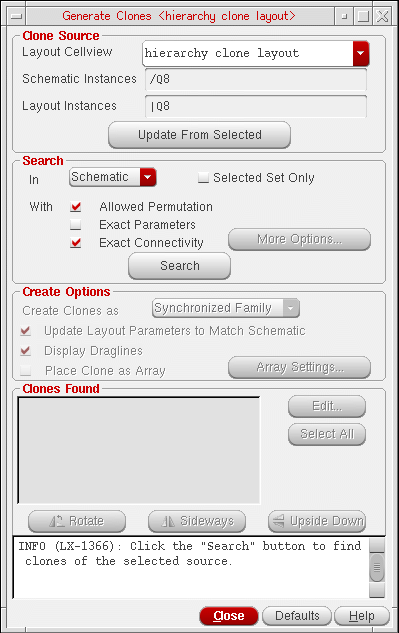 Generate Clones <hierarchy clone layout>
Clone Source
Layout Cellview hierarchy clone layout
Schematic Instances /Q8
Layout Instances |Q8
Update From Selected
Search
In Schematic Selected Set Only
With Allowed Permutation
Exact Parameters
Exact Connectivity More Options...
Search
Create Options
Create Clones as Synchronized Family
Update Layout Parameters to Match Schematic
Display Draglines
Place Clone as Array Array Settings...
Clones Found
Edit...
Select All
Rotate Sideways Upside Down
INFO (LX-1366): Click the "Search" button to find
clones of the selected source.
Close Defaults Help